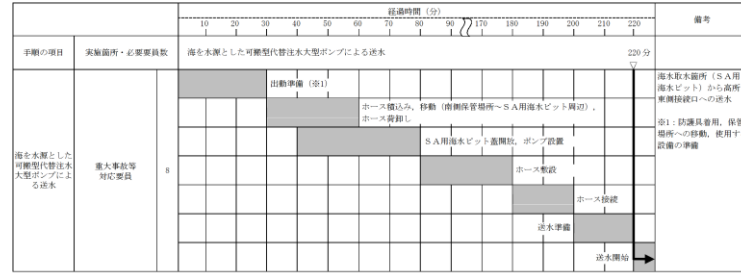 経過時間（分）
備考
10 20 30 40 50 60 70 80 90 170 180 190 200 210 220
手順の項目
実施箇所・必要要員数
海を水源とした可搬型代替注水大型ポンプによる送水
220 分
海を水源とした
可搬型代替注水
大型ポンプによ
る送水
重大事故等
対応要員
8
出動準備（※1）
ホース積込み，移動（南側保管場所～ＳＡ用海水ピット周辺），
ホース荷卸し
ＳＡ用海水ピット蓋開放，ポンプ設置
ホース敷設
ホース接続
送水準備
送水開始
海水取水箇所（ＳＡ用
海水ピット）から高所
東側接続口への送水
※1：防護具着用，保管
場所への移動，使用す
設備の準備